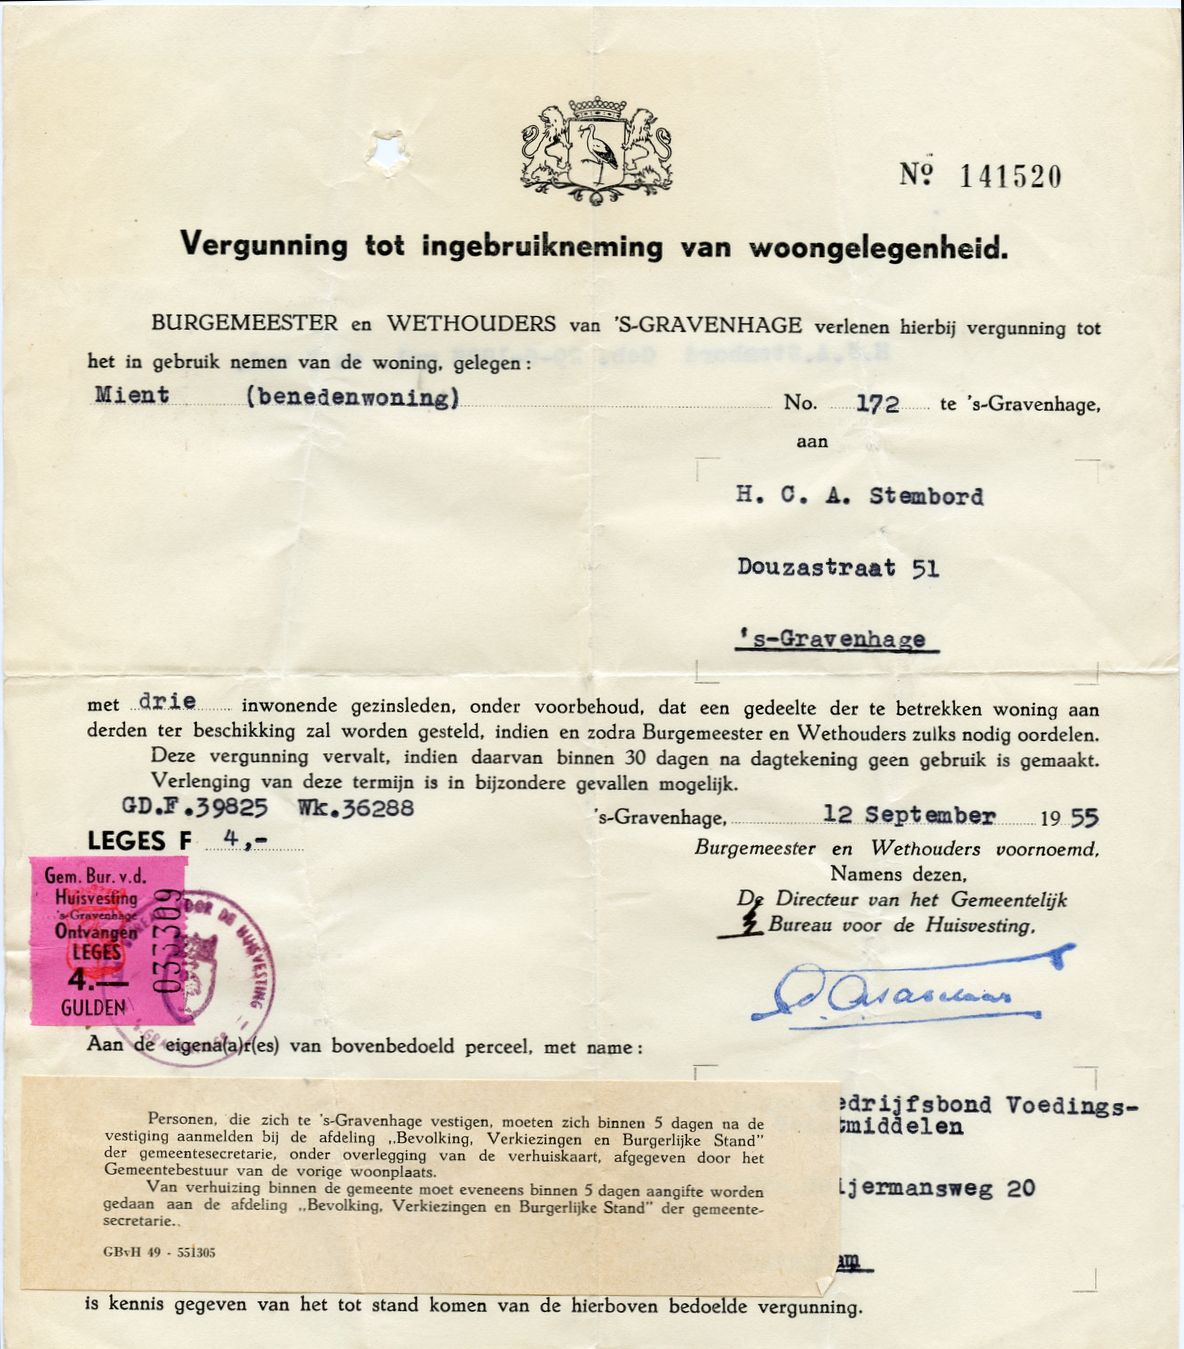 Nº 141520
Vergunning tot ingebruikneming van woongelegenheid.
BURGEMEESTER en WETHOUDERS van 'S-GRAVENHAGE verlenen hierbij vergunning tot
het in gebruik nemen van de woning, gelegen:
Mient (benedenwoning) No. 172 te 's-Gravenhage,
aan
H. C. A. Stembord
Douzastraat 51
's-Gravenhage
met drie inwonende gezinsleden, onder voorbehoud, dat een gedeelte der te betrekken woning aan
derden ter beschikking zal worden gesteld, indien en zodra Burgemeester en Wethouders zulks nodig oordelen.
Deze vergunning vervalt, indien daarvan binnen 30 dagen na dagtekening geen gebruik is gemaakt.
Verlenging van deze termijn is in bijzondere gevallen mogelijk.
GD.F.39825 Wk.36288
's-Gravenhage, 12 September 1955
LEGES F 4,-
Burgemeester en Wethouders voornoemd,
Namens dezen,
De Directeur van het Gemeentelijk
Bureau voor de Huisvesting,
Gem. Bur. v.d.
Huisvesting
's-Gravenhage
Ontvangen
LEGES
4.—
GULDEN
VOOR DE HUISVESTING
Aan de eigena(a)r(es) van bovenbedoeld perceel, met name:
edrijfsbond Voedings-
tmiddelen
ijermansweg 20
am
Personen, die zich te 's-Gravenhage vestigen, moeten zich binnen 5 dagen na de
vestiging aanmelden bij de afdeling „Bevolking, Verkiezingen en Burgerlijke Stand"
der gemeentesecretarie, onder overlegging van de verhuiskaart, afgegeven door het
Gemeentebestuur van de vorige woonplaats.
Van verhuizing binnen de gemeente moet eveneens binnen 5 dagen aangifte worden
gedaan aan de afdeling „Bevolking, Verkiezingen en Burgerlijke Stand" der gemeente-
secretarie..
GBvH 49 - 551305
is kennis gegeven van het tot stand komen van de hierboven bedoelde vergunning.